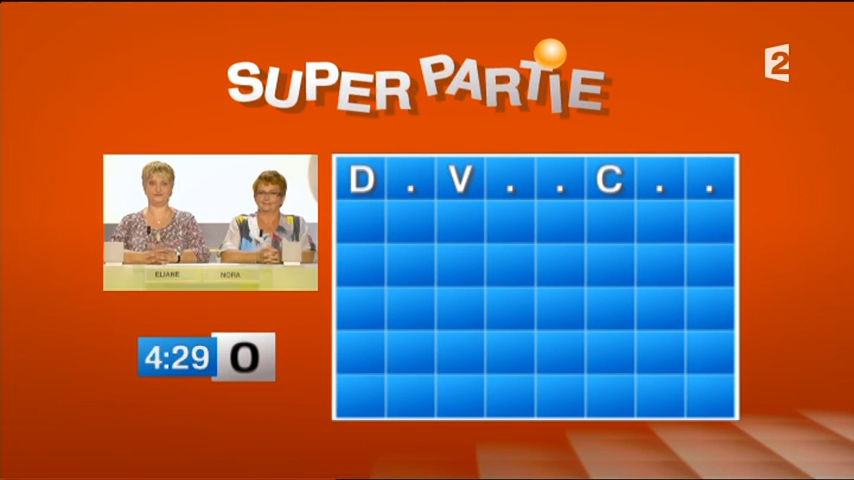 SUPER PARTIE
2
D . V . . C . .
ELIANE NORA
4:29 0